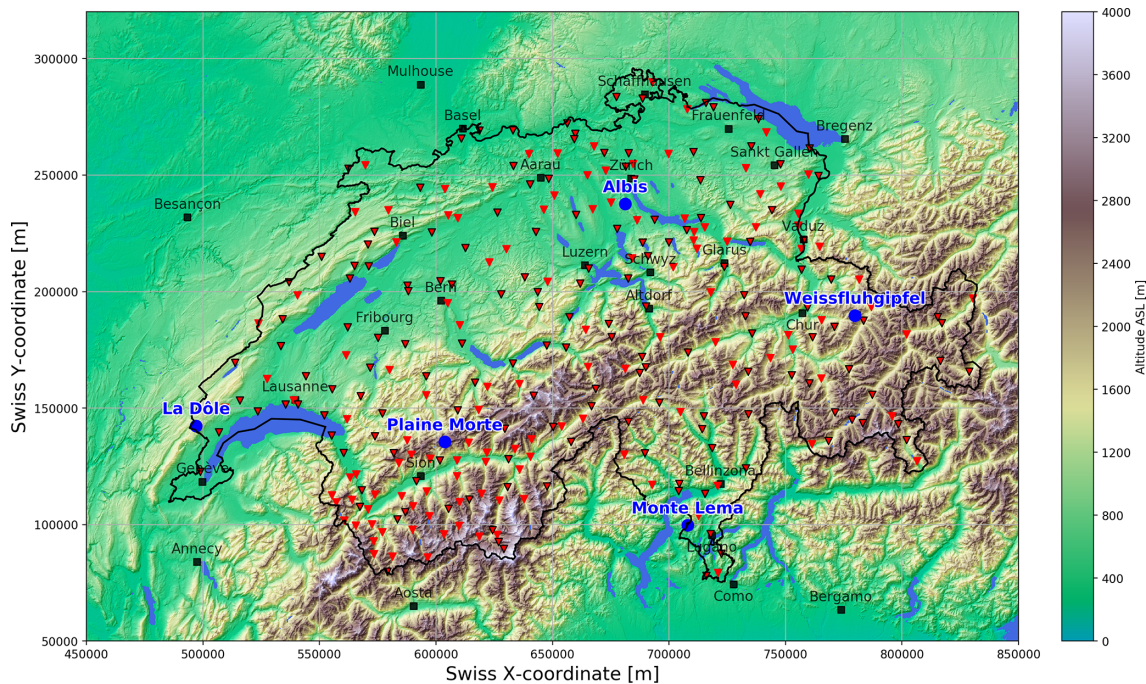 Swiss Y-coordinate [m]
300000
250000
200000
150000
100000
50000
Mulhouse
Schaffhausen
Basel
Frauenfeld
Bregenz
Aarau
Zürich
Sankt Gallen
Besançon
Albis
Biel
Vaduz
Luzern
Schwyz
Glarus
Bern
Altdorf
Weissfluhgipfel
Fribourg
Chur
Lausanne
La Dôle
Plaine Morte
Sion
Genève
Bellinzona
Monte Lema
Annecy
Lugano
Aosta
Como
Bergamo
450000
500000
550000
600000
650000
700000
750000
800000
850000
Swiss X-coordinate [m]
4000
3600
3200
2800
2400
2000
1600
1200
800
400
0
Altitude ASL [m]